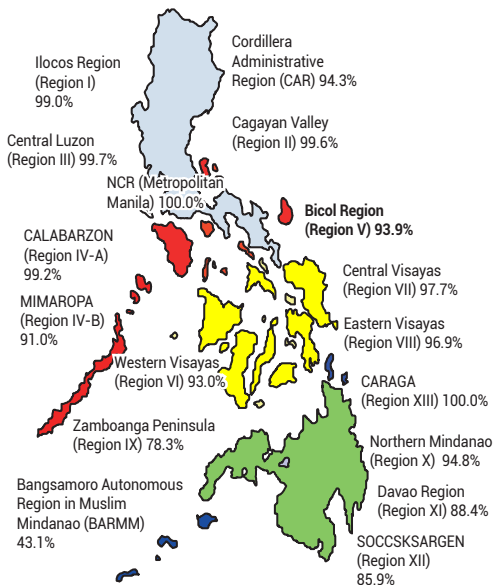 Ilocos Region
(Region I)
99.0%
Cordillera
Administrative
Region (CAR) 94.3%
Central Luzon
(Region III) 99.7%
Cagayan Valley
(Region II) 99.6%
NCR (Metropolitan
Manila) 100.0%
Bicol Region
(Region V) 93.9%
CALABARZON
(Region IV-A)
99.2%
Central Visayas
(Region VII) 97.7%
MIMAROPA
(Region IV-B)
91.0%
Eastern Visayas
(Region VIII) 96.9%
Western Visayas
(Region VI) 93.0%
CARAGA
(Region XIII) 100.0%
Zamboanga Peninsula
(Region IX) 78.3%
Northern Mindanao
(Region X) 94.8%
Bangsamoro Autonomous
Region in Muslim
Mindanao (BARMM)
43.1%
Davao Region
(Region XI) 88.4%
SOCCSKSARGEN
(Region XII)
85.9%